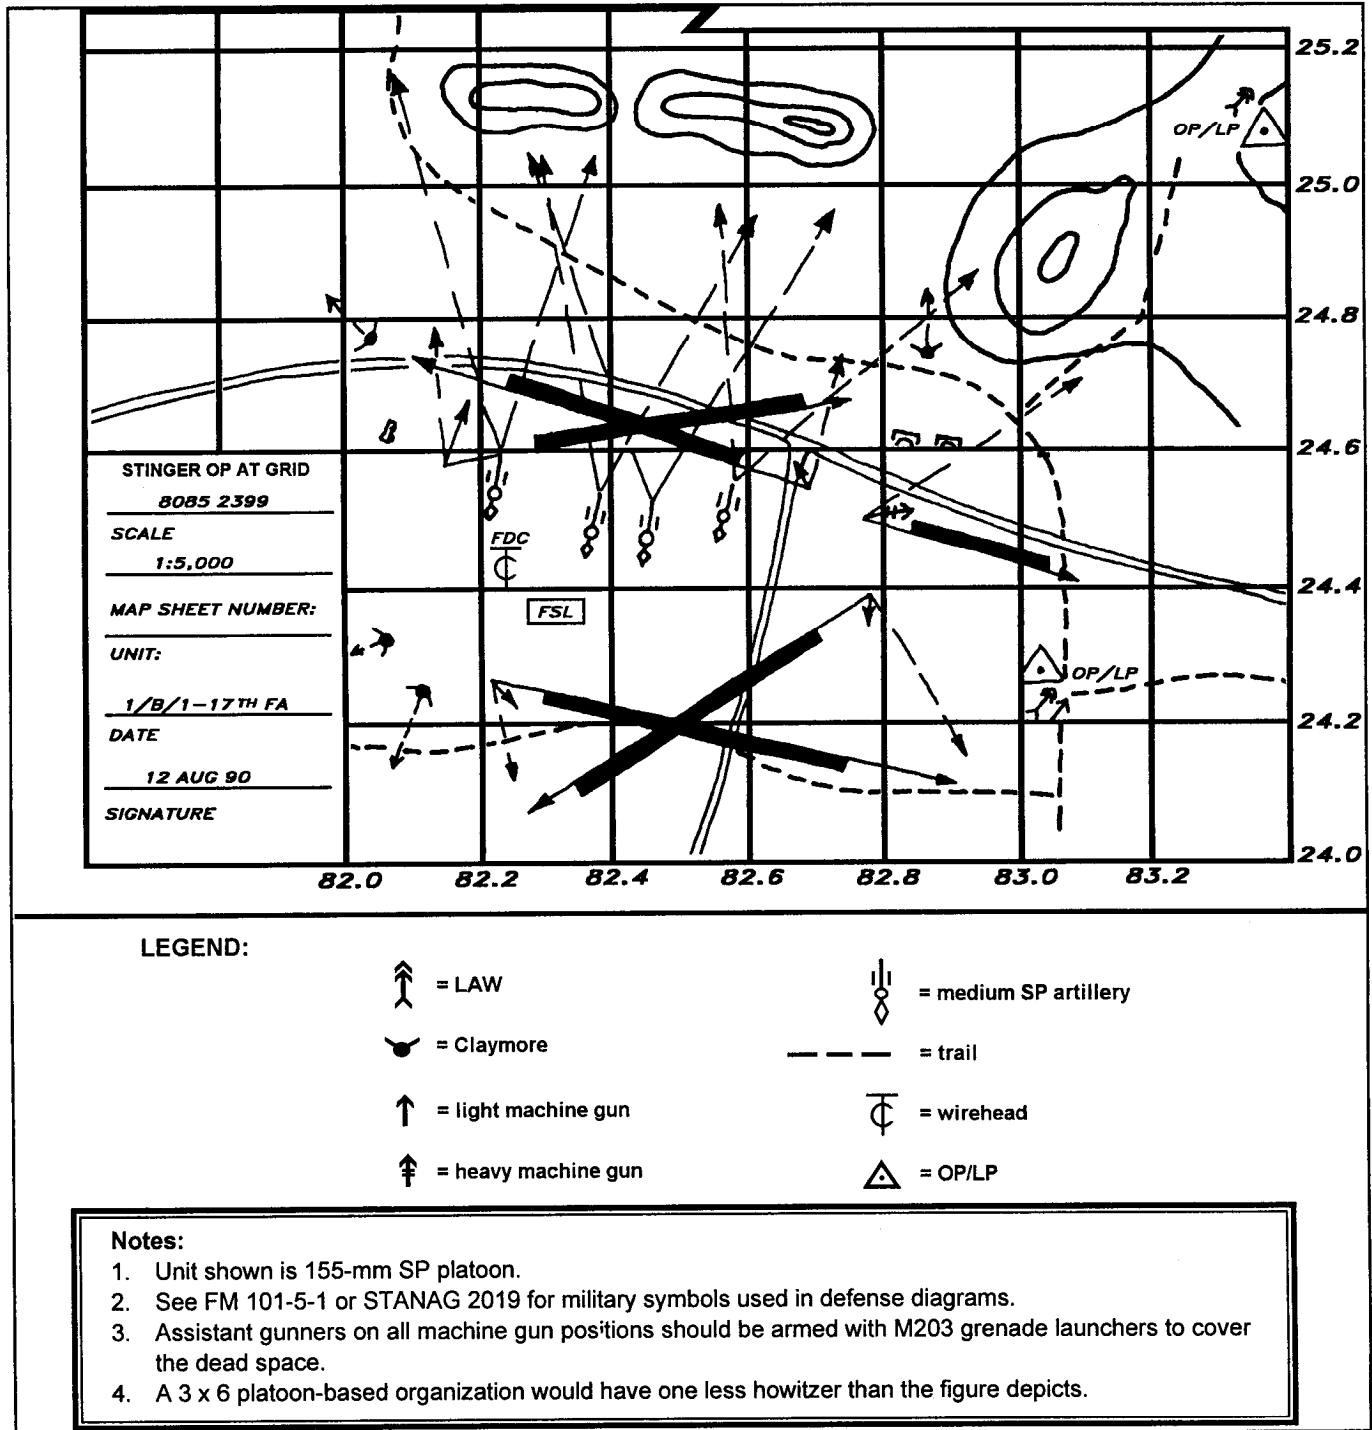 25.2
OP/LP
25.0
24.8
24.6
STINGER OP AT GRID
8085 2399
SCALE
1:5,000
FDC
MAP SHEET NUMBER:
FSL
24.4
UNIT:
OP/LP
1/B/1-17TH FA
24.2
DATE
12 AUG 90
SIGNATURE
24.0
82.0 82.2 82.4 82.6 82.8 83.0 83.2
LEGEND:
= LAW
= medium SP artillery
= Claymore
= trail
= light machine gun
= wirehead
= heavy machine gun
= OP/LP
Notes:
1. Unit shown is 155-mm SP platoon.
2. See FM 101-5-1 or STANAG 2019 for military symbols used in defense diagrams.
3. Assistant gunners on all machine gun positions should be armed with M203 grenade launchers to cover
the dead space.
4. A 3 x 6 platoon-based organization would have one less howitzer than the figure depicts.